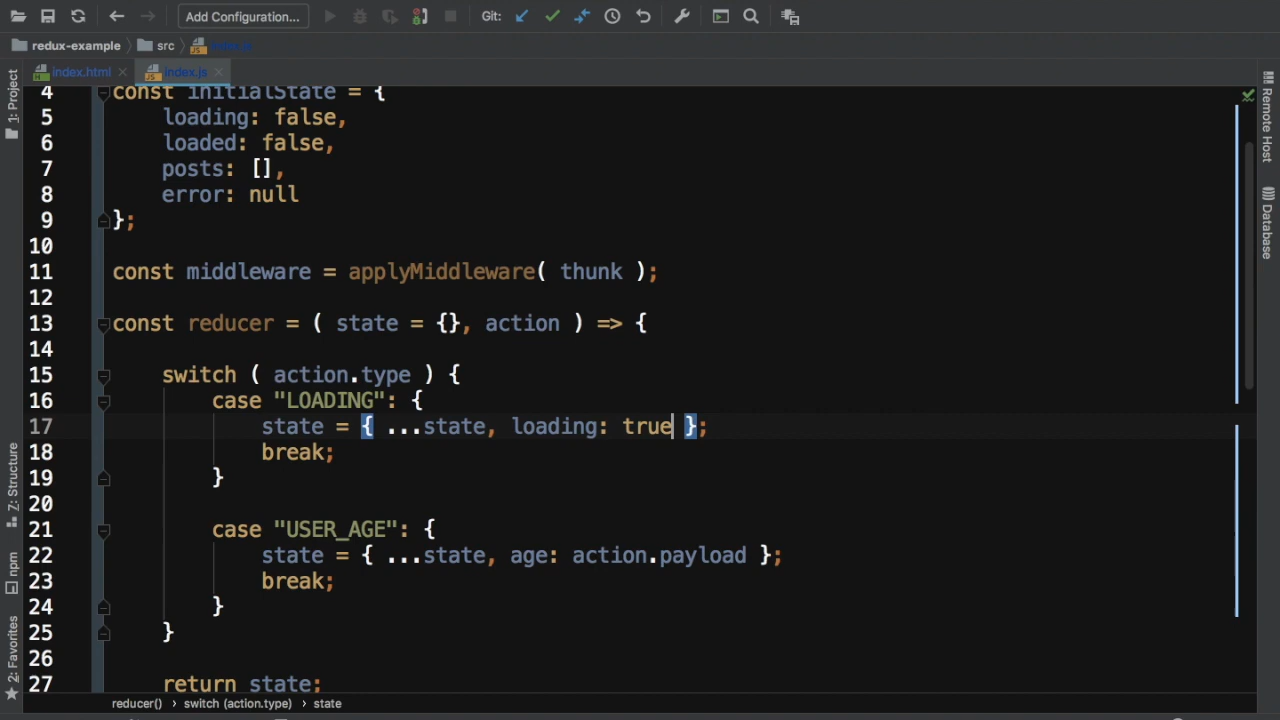 Add Configuration... Git:
redux-example src index.js
index.html index.js
1: Project
Z: Structure
npm
2: Favorites
4 const initialState = {
5 loading: false,
6 loaded: false,
7 posts: [],
8 error: null
9 };
10
11 const middleware = applyMiddleware( thunk );
12
13 const reducer = ( state = {}, action ) => {
14
15 switch ( action.type ) {
16 case "LOADING": {
17 state = { ...state, loading: true };
18 break;
19 }
20
21 case "USER_AGE": {
22 state = { ...state, age: action.payload };
23 break;
24 }
25 }
26
27 return state;
Remote Host
Database
reducer() switch (action.type) state